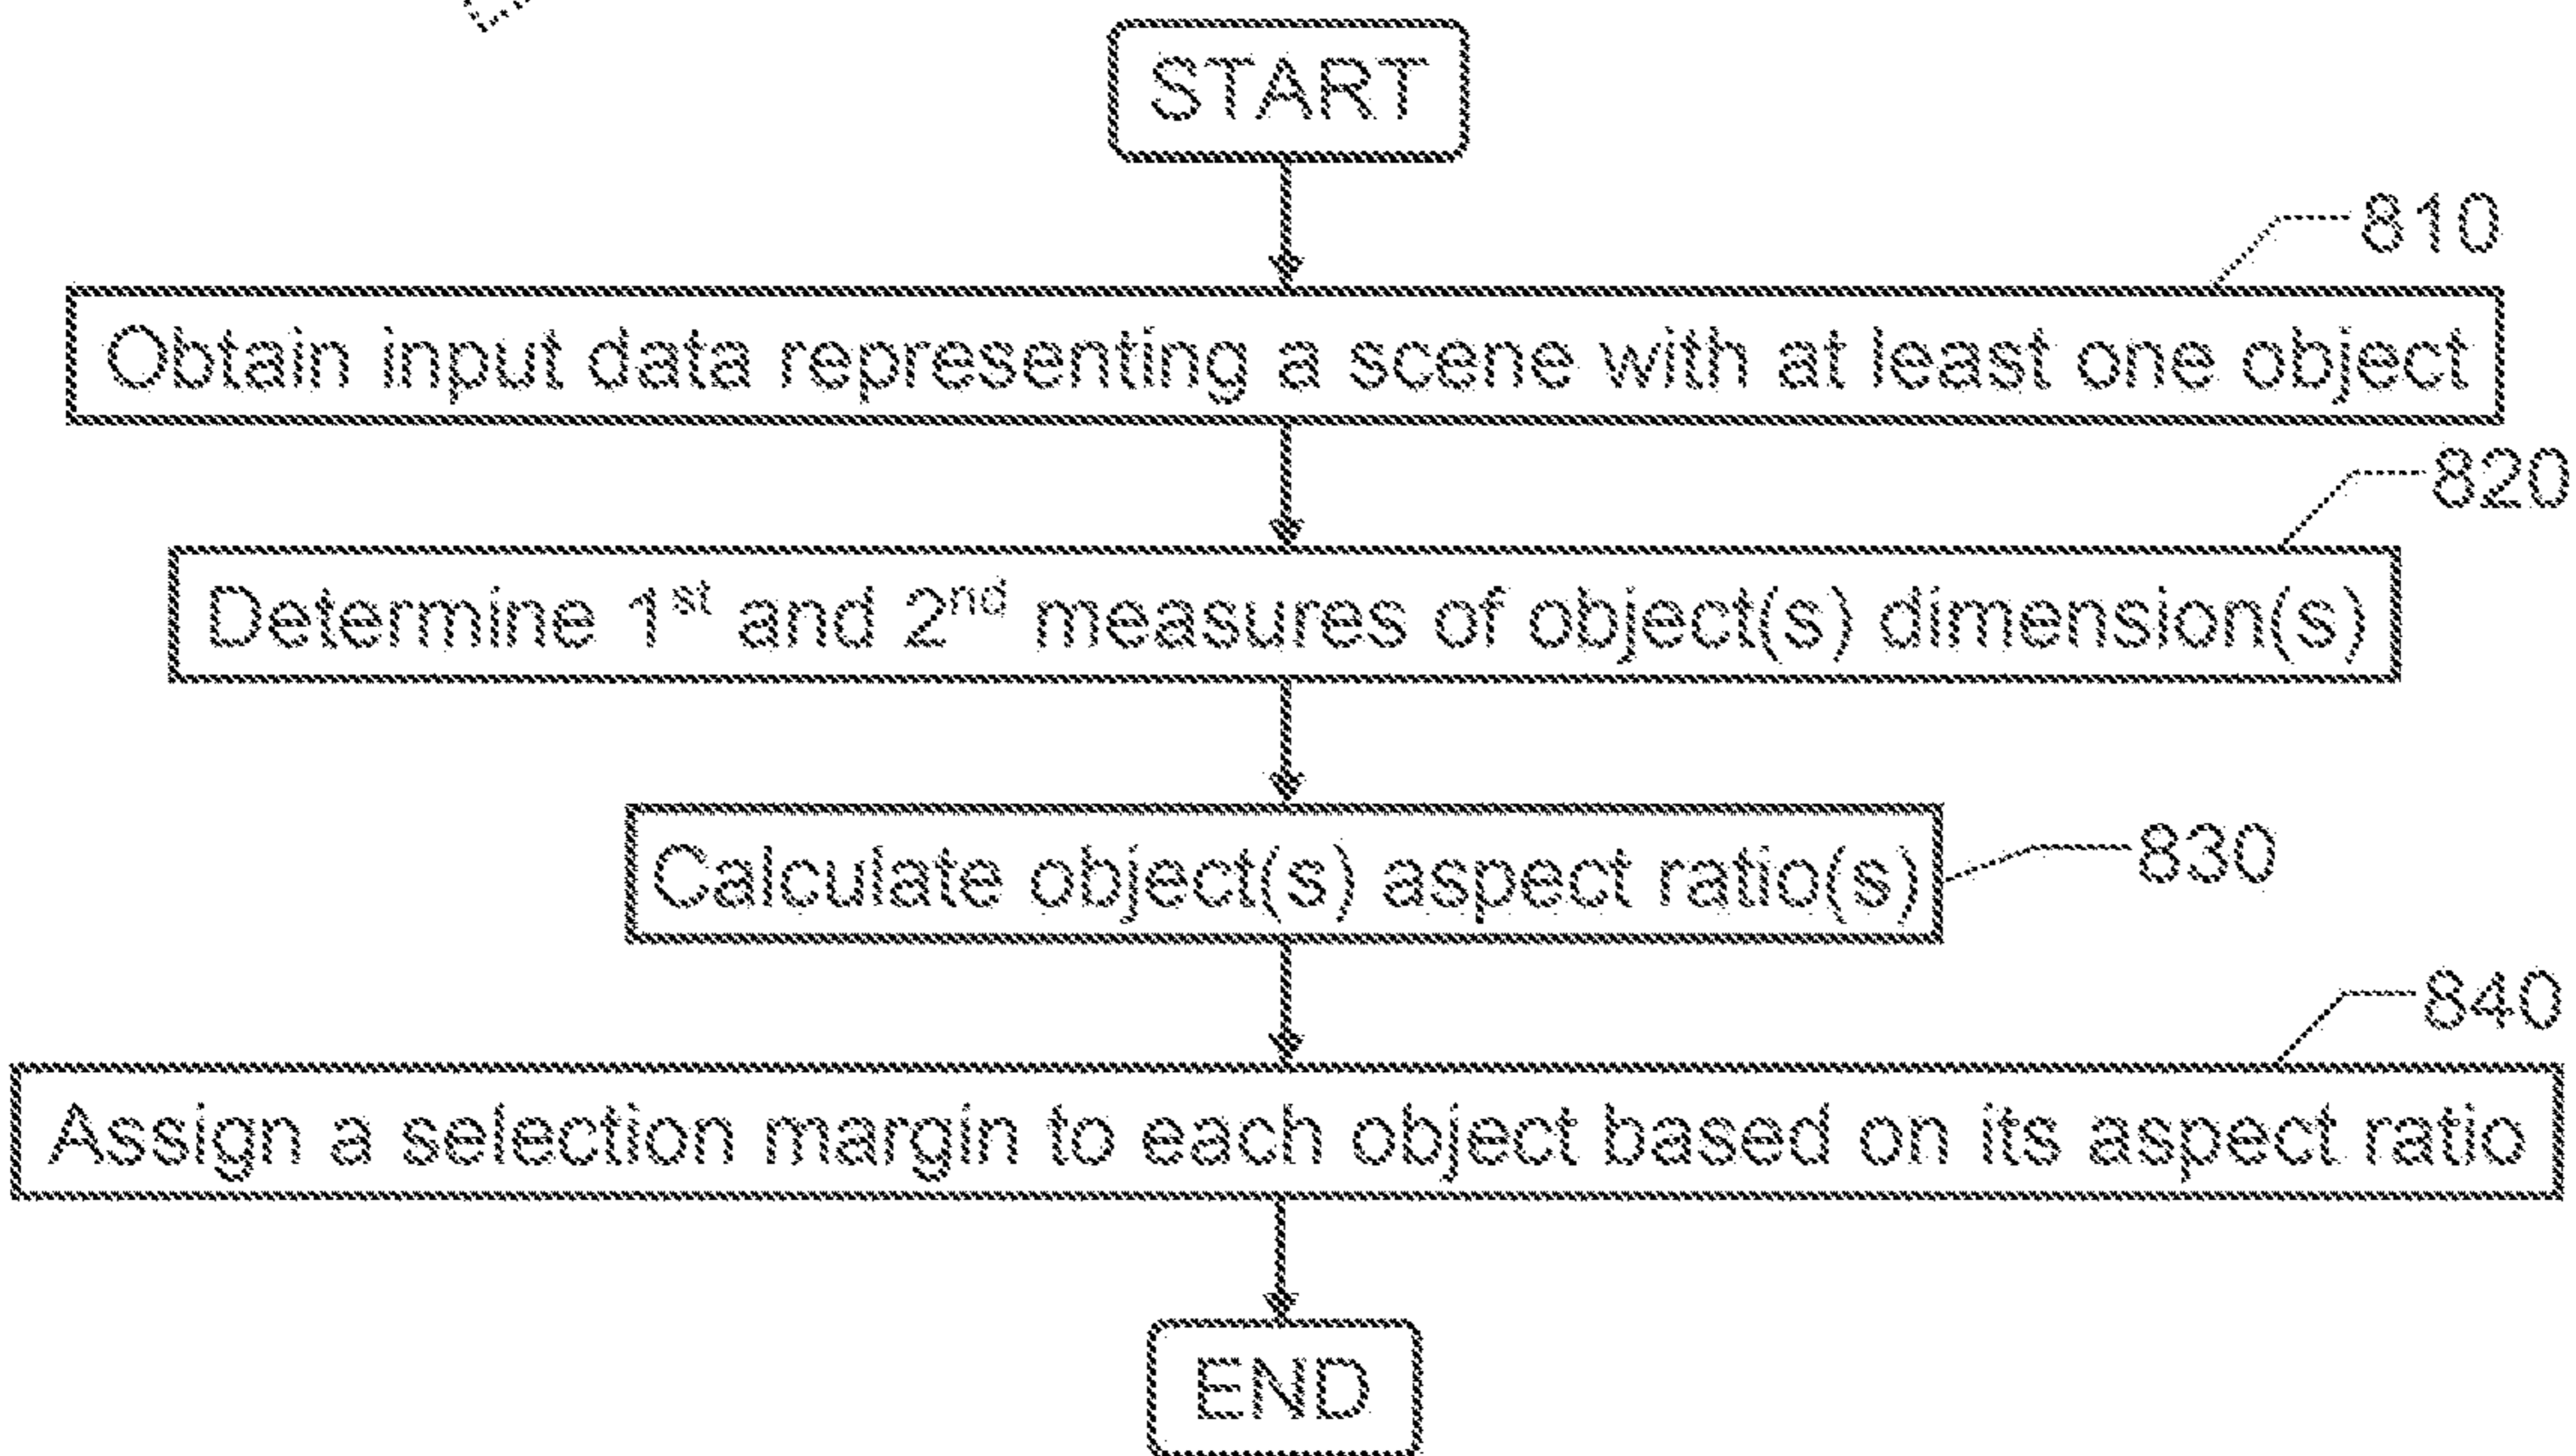 START
810
Obtain input data representing a scene with at least one object
820
Determine 1st and 2nd measures of object(s) dimension(s)
Calculate object(s) aspect ratio(s)
830
840
Assign a selection margin to each object based on its aspect ratio
END